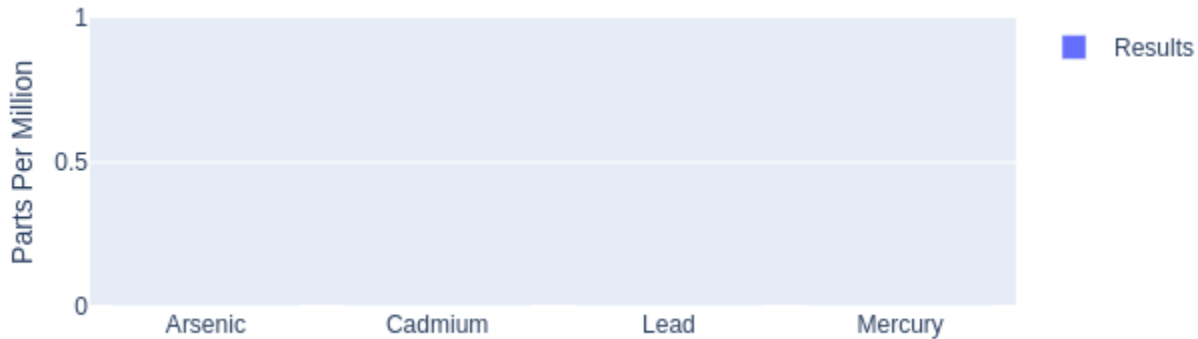 Parts Per Million
1
0.5
0
Arsenic
Cadmium
Lead
Mercury
Results